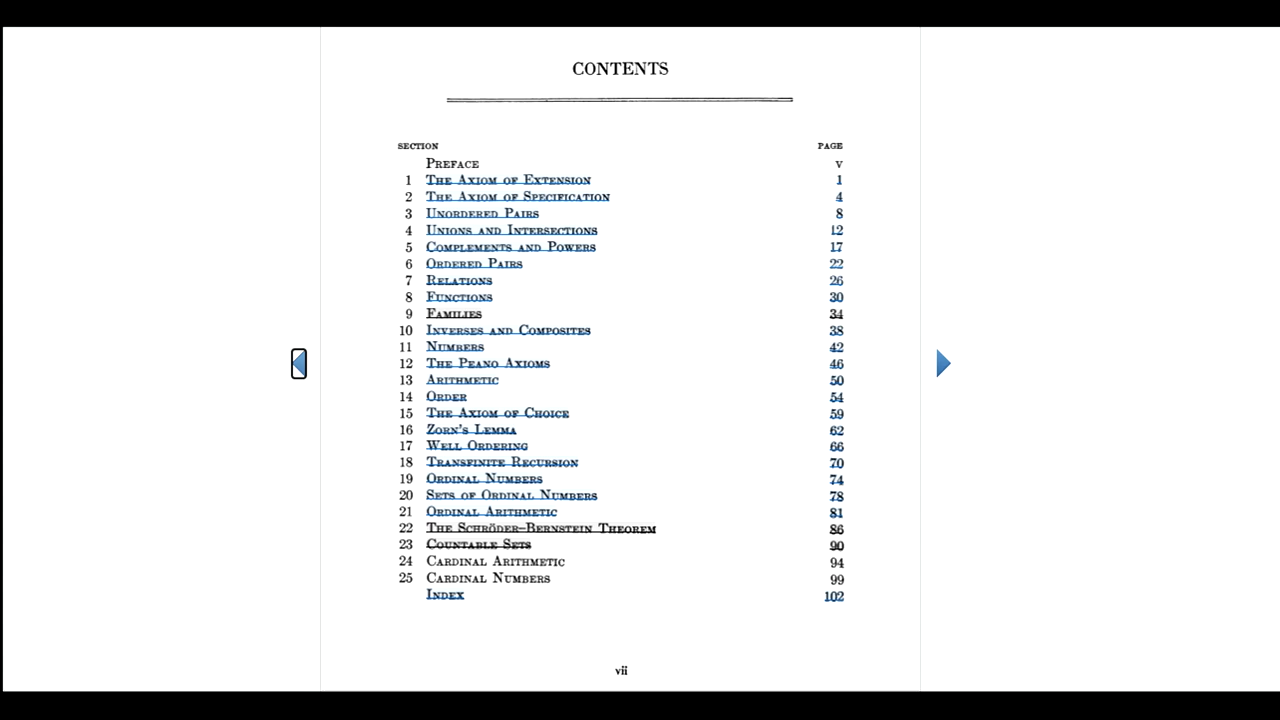 CONTENTS
SECTION PAGE
PREFACE v
1 THE AXIOM OF EXTENSION 1
2 THE AXIOM OF SPECIFICATION 4
3 UNORDERED PAIRS 8
4 UNIONS AND INTERSECTIONS 12
5 COMPLEMENTS AND POWERS 17
6 ORDERED PAIRS 22
7 RELATIONS 26
8 FUNCTIONS 30
9 FAMILIES 34
10 INVERSES AND COMPOSITES 38
11 NUMBERS 42
12 THE PEANO AXIOMS 46
13 ARITHMETIC 50
14 ORDER 54
15 THE AXIOM OF CHOICE 59
16 ZORN'S LEMMA 62
17 WELL ORDERING 66
18 TRANSFINITE RECURSION 70
19 ORDINAL NUMBERS 74
20 SETS OF ORDINAL NUMBERS 78
21 ORDINAL ARITHMETIC 81
22 THE SCHRÖDER–BERNSTEIN THEOREM 86
23 COUNTABLE SETS 90
24 CARDINAL ARITHMETIC 94
25 CARDINAL NUMBERS 99
INDEX 102
vii